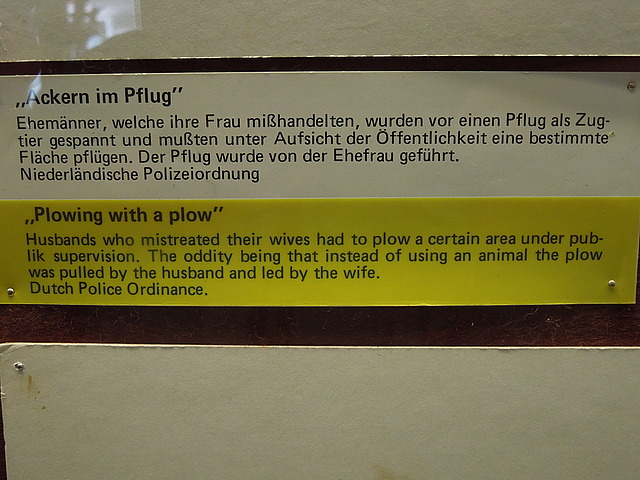 „Ackern im Pflug”
Ehemänner, welche ihre Frau mißhandelten, wurden vor einen Pflug als Zug-
tier gespannt und mußten unter Aufsicht der Öffentlichkeit eine bestimmte
Fläche pflügen. Der Pflug wurde von der Ehefrau geführt.
Niederländische Polizeiordnung
„Plowing with a plow”
Husbands who mistreated their wives had to plow a certain area under pub-
lik supervision. The oddity being that instead of using an animal the plow
was pulled by the husband and led by the wife.
Dutch Police Ordinance.